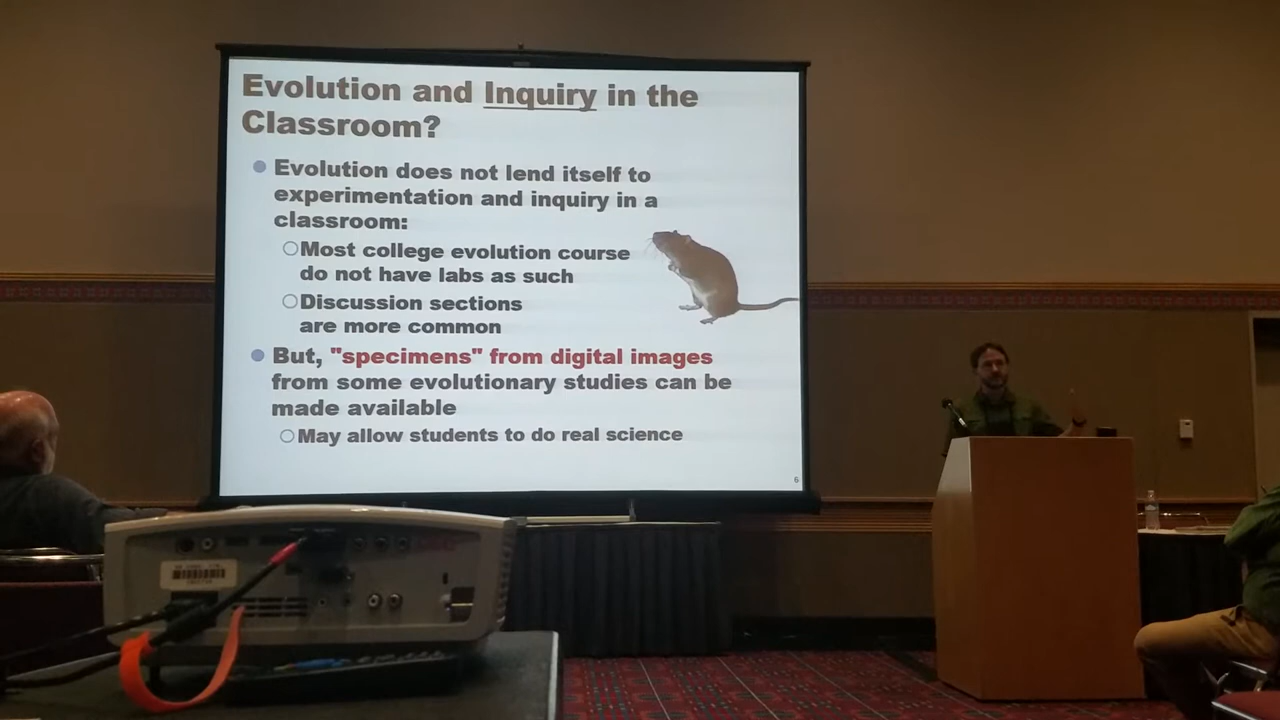 Evolution and Inquiry in the
Classroom?
Evolution does not lend itself to
experimentation and inquiry in a
classroom:
Most college evolution course
do not have labs as such
Discussion sections
are more common
But, "specimens" from digital images
from some evolutionary studies can be
made available
May allow students to do real science
6